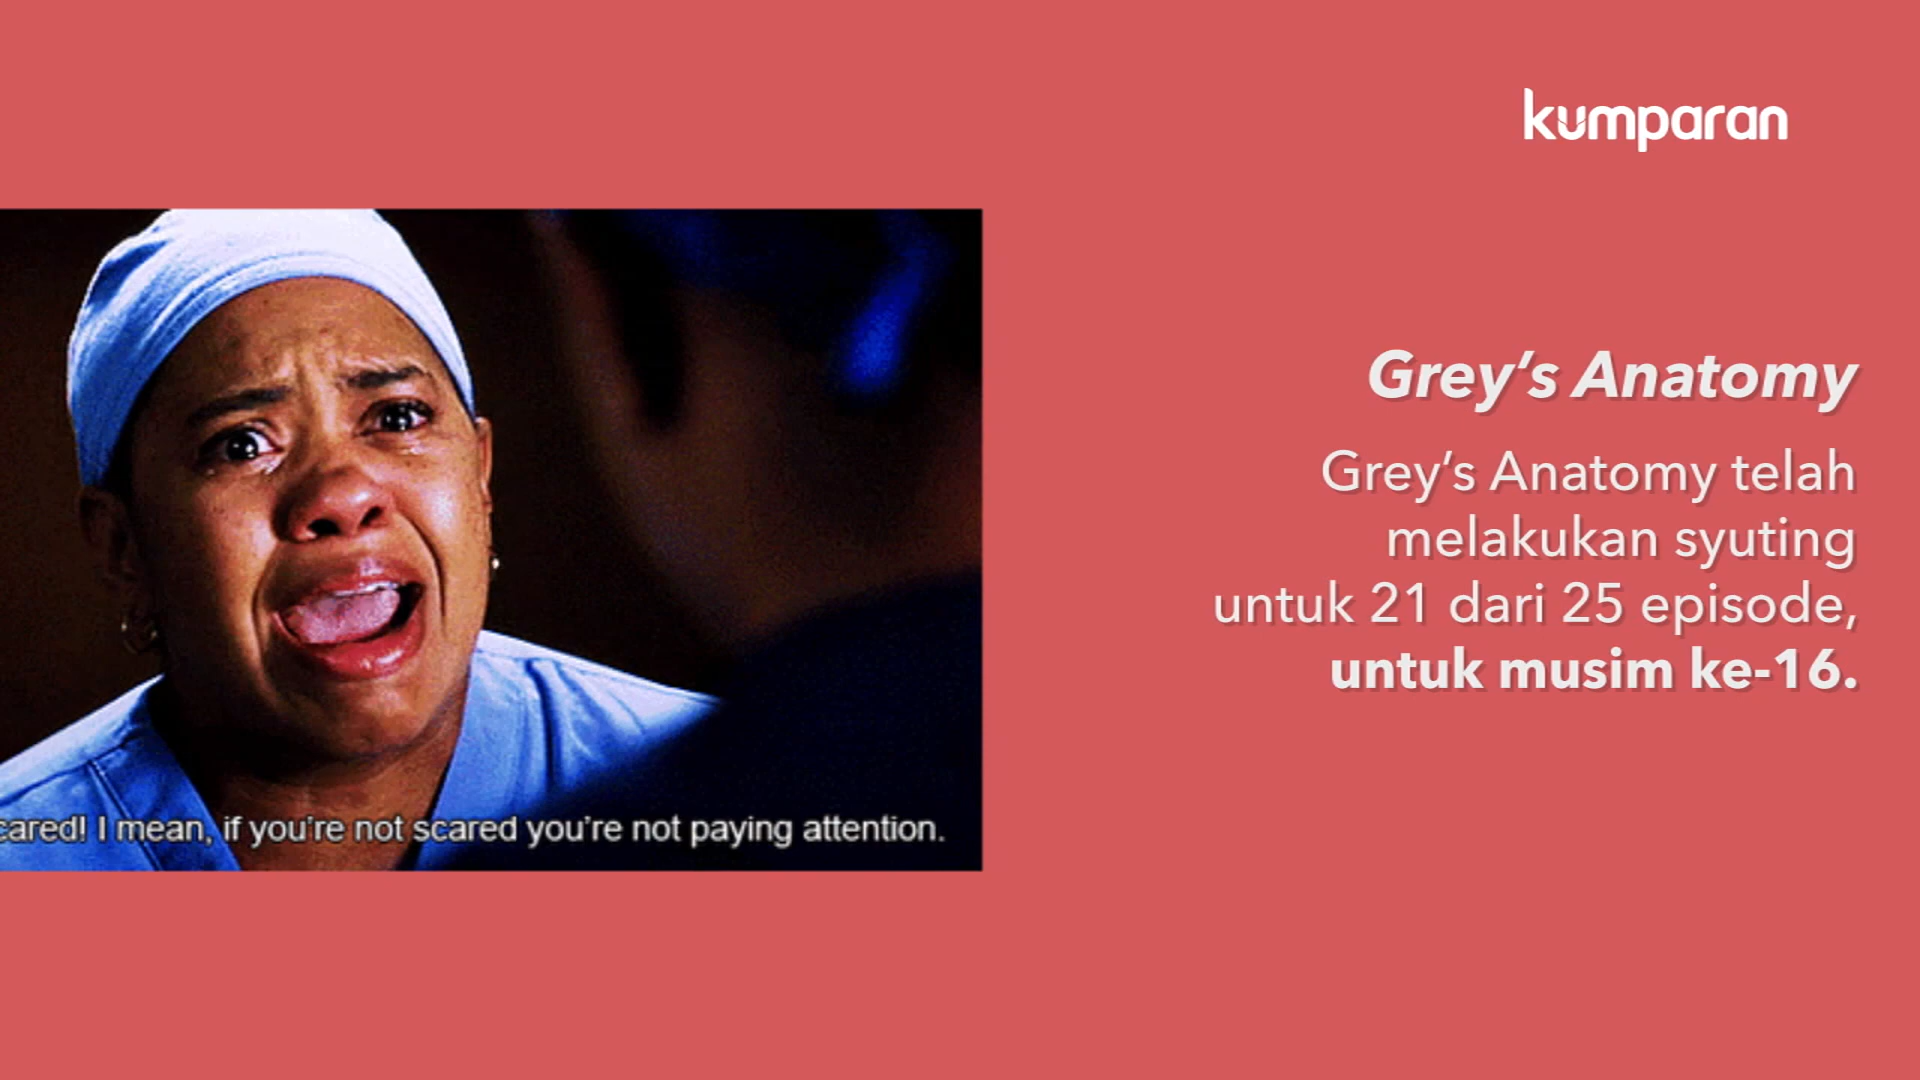 kumparan
Grey's Anatomy
Grey's Anatomy telah
melakukan syuting
untuk 21 dari 25 episode,
untuk musim ke-16.
cared! I mean, if you're not scared you're not paying attention.